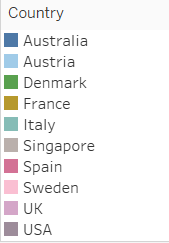 Country
Australia
Austria
Denmark
France
Italy
Singapore
Spain
Sweden
UK
USA